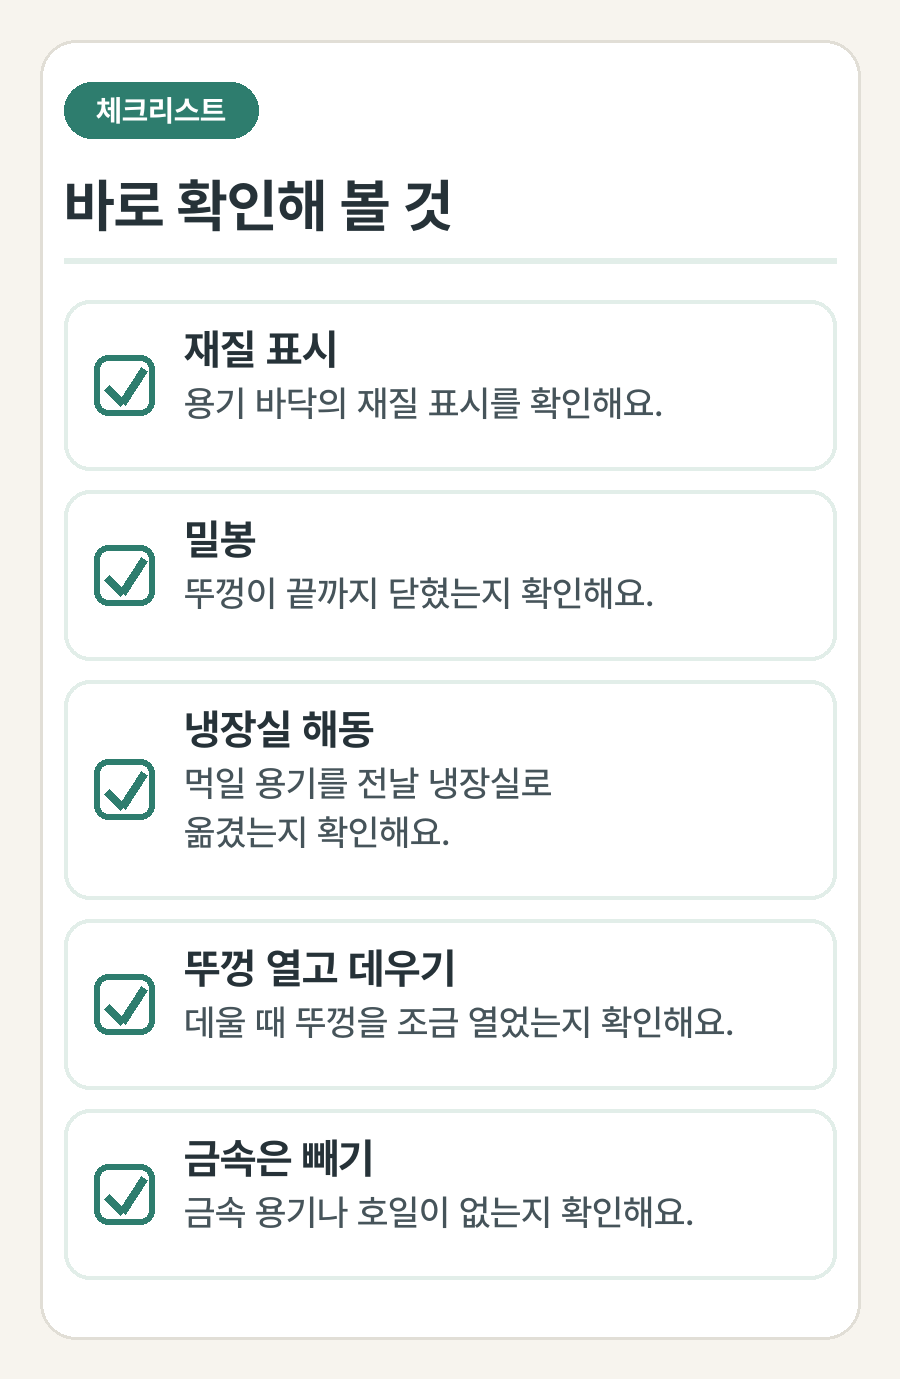 체크리스트
바로 확인해 볼 것
재질 표시
용기 바닥의 재질 표시를 확인해요.
밀봉
뚜껑이 끝까지 닫혔는지 확인해요.
냉장실 해동
먹일 용기를 전날 냉장실로
옮겼는지 확인해요.
뚜껑 열고 데우기
데울 때 뚜껑을 조금 열었는지 확인해요.
금속은 빼기
금속 용기나 호일이 없는지 확인해요.